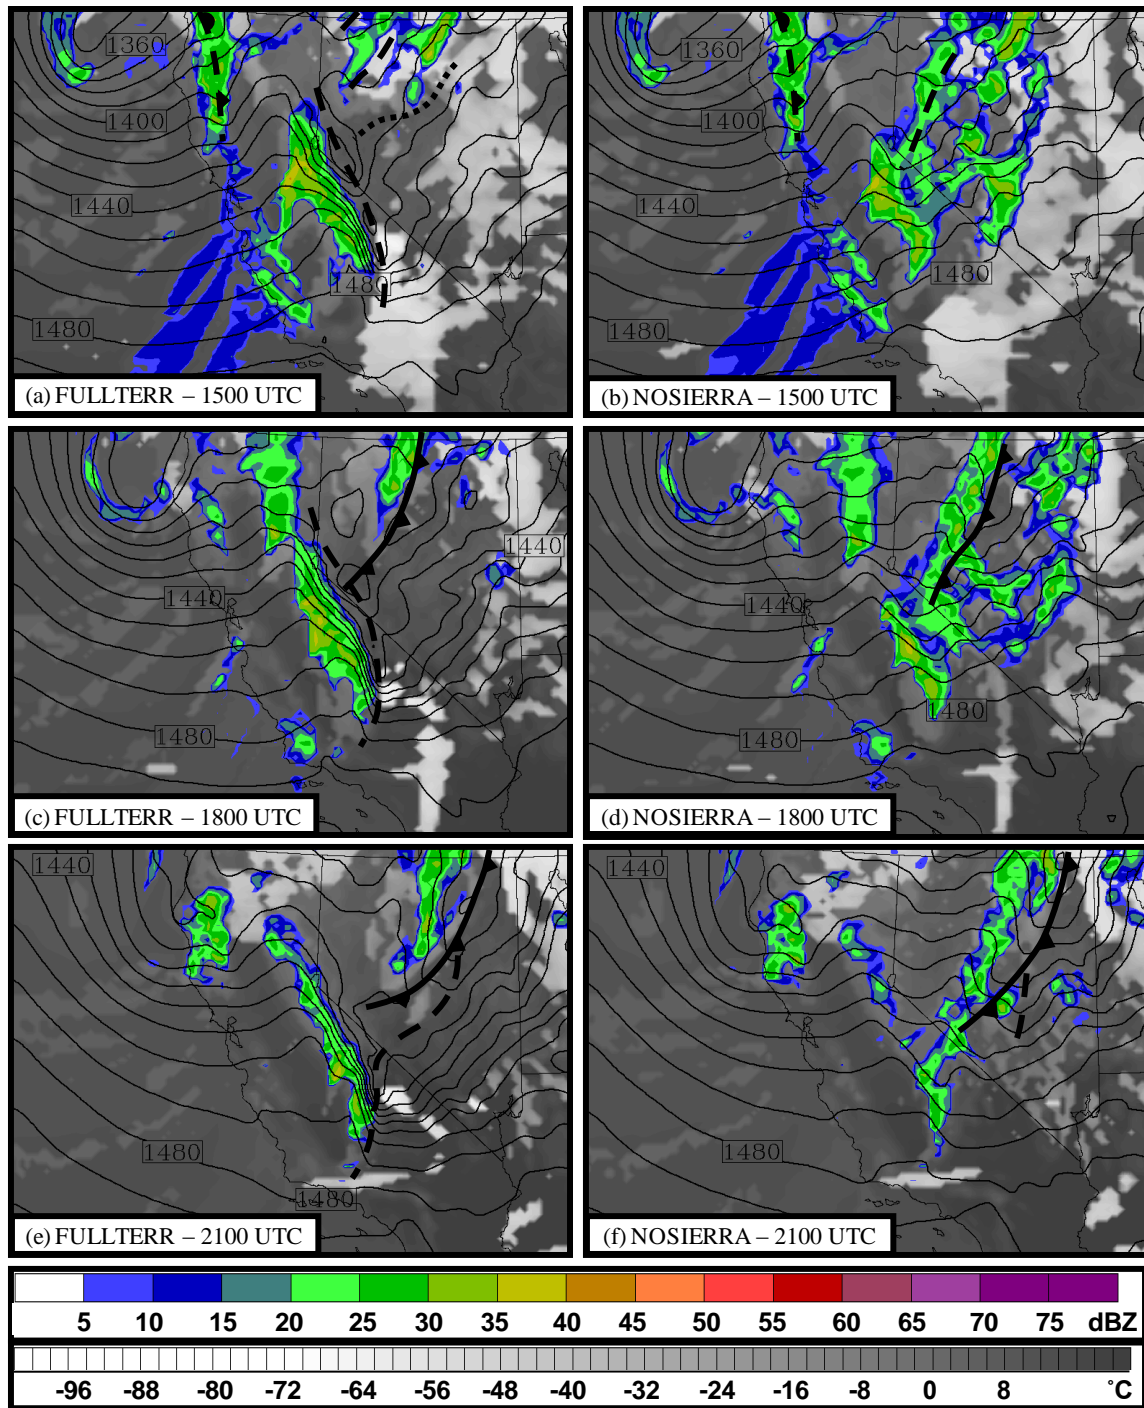 1360
1400
1440
1480
1480
(a) FULLTERR – 1500 UTC
1360
1400
1440
1480
1480
(b) NOSIERRA – 1500 UTC
1440
1440
1480
(c) FULLTERR – 1800 UTC
1440
1480
1480
(d) NOSIERRA – 1800 UTC
1440
1480
1480
(e) FULLTERR – 2100 UTC
1440
1480
(f) NOSIERRA – 2100 UTC
5 10 15 20 25 30 35 40 45 50 55 60 65 70 75 dBZ
-96 -88 -80 -72 -64 -56 -48 -40 -32 -24 -16 -8 0 8 °C